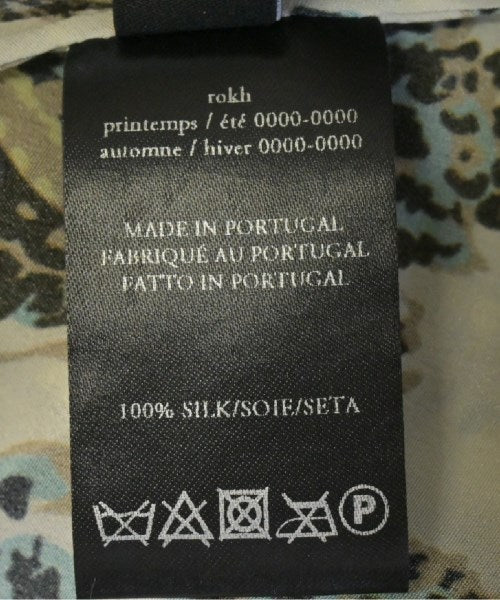 rokh
printemps / été 0000-0000
automne / hiver 0000-0000
MADE IN PORTUGAL
FABRIQUÉ AU PORTUGAL
FATTO IN PORTUGAL
100% SILK/SOIE/SETA
P